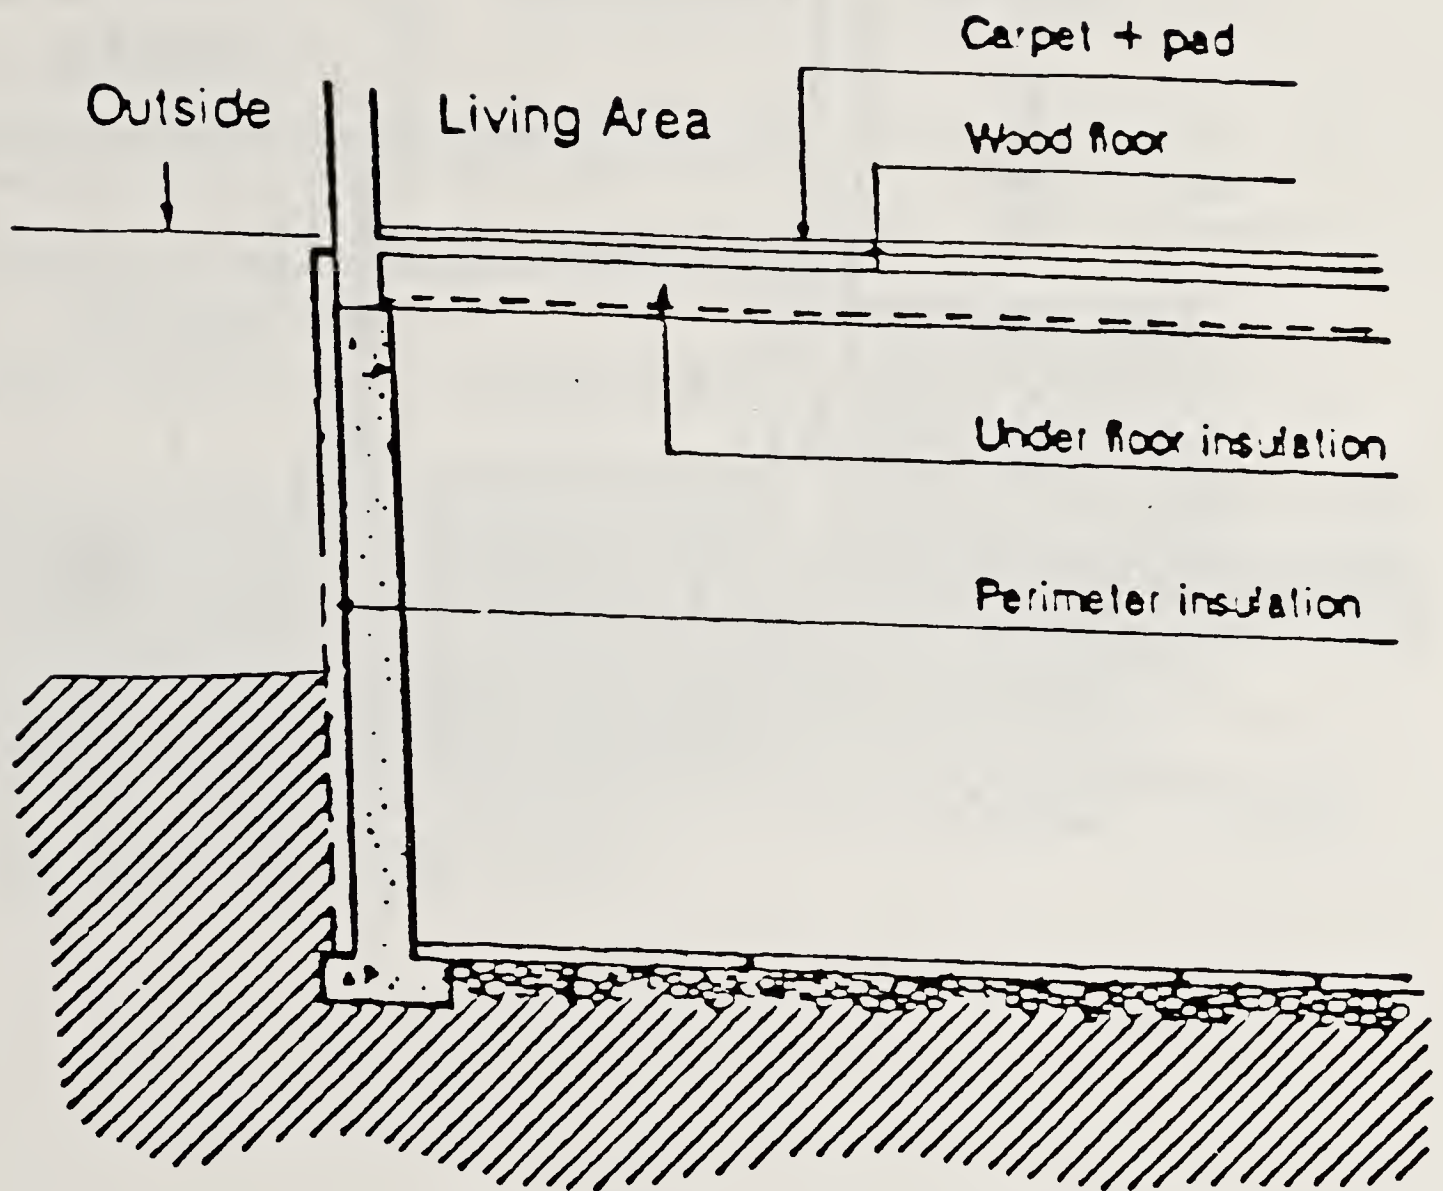 Carpet + pad
Outside
Living Area
Wood floor
Under floor insulation
Perimeter insulation